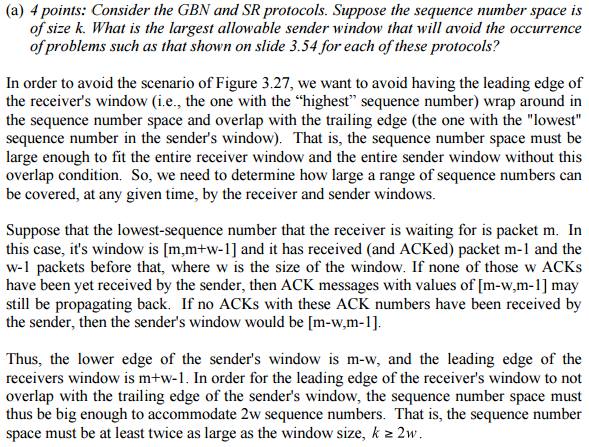 (a) 4 points: Consider the GBN and SR protocols. Suppose the sequence number space is
of size k. What is the largest allowable sender window that will avoid the occurrence
of problems such as that shown on slide 3.54 for each of these protocols?
In order to avoid the scenario of Figure 3.27, we want to avoid having the leading edge of
the receiver's window (i.e., the one with the “highest” sequence number) wrap around in
the sequence number space and overlap with the trailing edge (the one with the "lowest"
sequence number in the sender's window). That is, the sequence number space must be
large enough to fit the entire receiver window and the entire sender window without this
overlap condition. So, we need to determine how large a range of sequence numbers can
be covered, at any given time, by the receiver and sender windows.
Suppose that the lowest-sequence number that the receiver is waiting for is packet m. In
this case, it's window is [m,m+w-1] and it has received (and ACKed) packet m-1 and the
w-1 packets before that, where w is the size of the window. If none of those w ACKs
have been yet received by the sender, then ACK messages with values of [m-w,m-1] may
still be propagating back. If no ACKs with these ACK numbers have been received by
the sender, then the sender's window would be [m-w,m-1].
Thus, the lower edge of the sender's window is m-w, and the leading edge of the
receivers window is m+w-1. In order for the leading edge of the receiver's window to not
overlap with the trailing edge of the sender's window, the sequence number space must
thus be big enough to accommodate 2w sequence numbers. That is, the sequence number
space must be at least twice as large as the window size, k ≥ 2w.